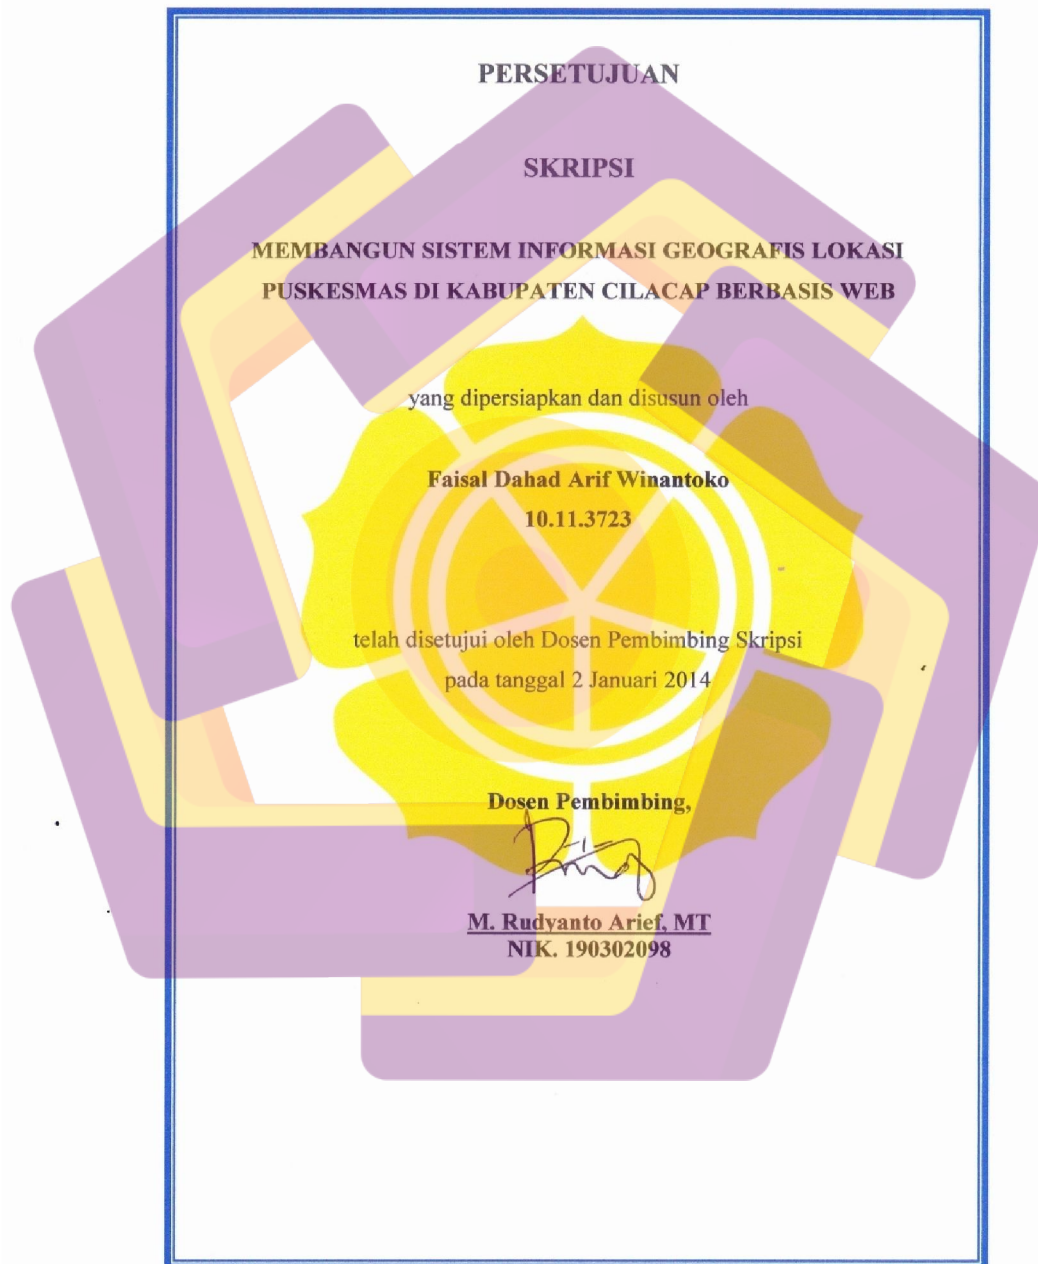 PERSETUJUAN
SKRIPSI
MEMBANGUN SISTEM INFORMASI GEOGRAFIS LOKASI
PUSKESMAS DI KABUPATEN CILACAP BERBASIS WEB
yang dipersiapkan dan disusun oleh
Faisal Dahad Arif Winantoko
10.11.3723
telah disetujui oleh Dosen Pembimbing Skripsi
pada tanggal 2 Januari 2014
Dosen Pembimbing,
M. Rudyanto Arief, MT
NIK. 190302098